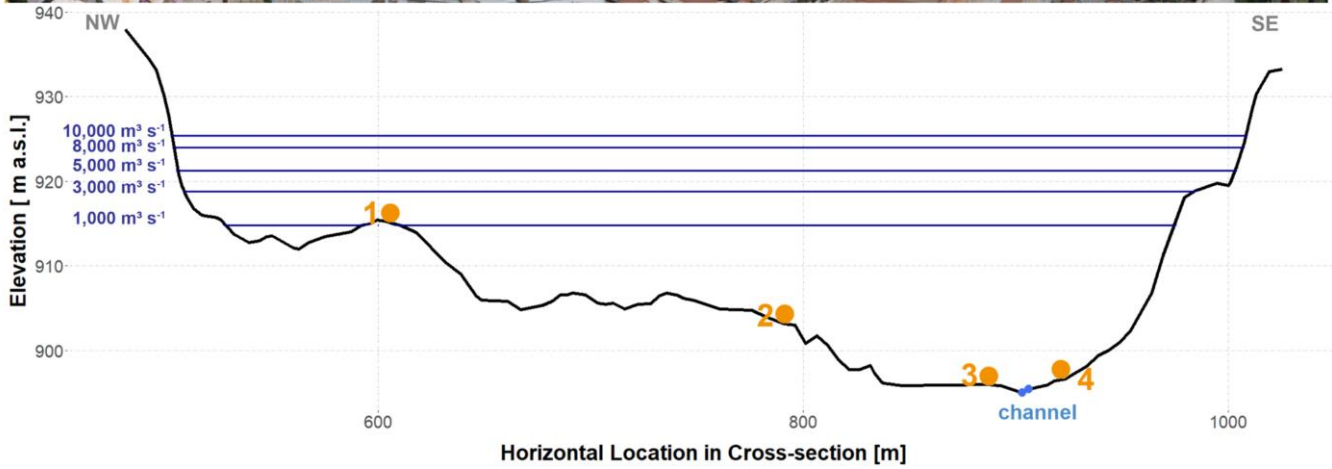 940
NW
SE
930
10,000 m³ s⁻¹
8,000 m³ s⁻¹
5,000 m³ s⁻¹
920
3,000 m³ s⁻¹
1,000 m³ s⁻¹
1
910
2
900
3
4
channel
600
800
1000
Elevation [ m a.s.l.]
Horizontal Location in Cross-section [m]